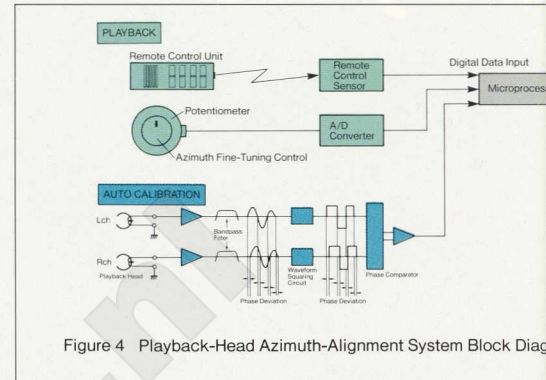 PLAYBACK
Remote Control Unit
Remote Control Sensor
Digital Data Input
Microproces
Potentiometer
A/D Converter
Azimuth Fine-Tuning Control
AUTO CALIBRATION
Lch
Bandpass Filter
Rch
Playback Head
Waveform Squaring Circuit
Phase Comparator
Phase Deviation
Phase Deviation
Figure 4 Playback-Head Azimuth-Alignment System Block Diag